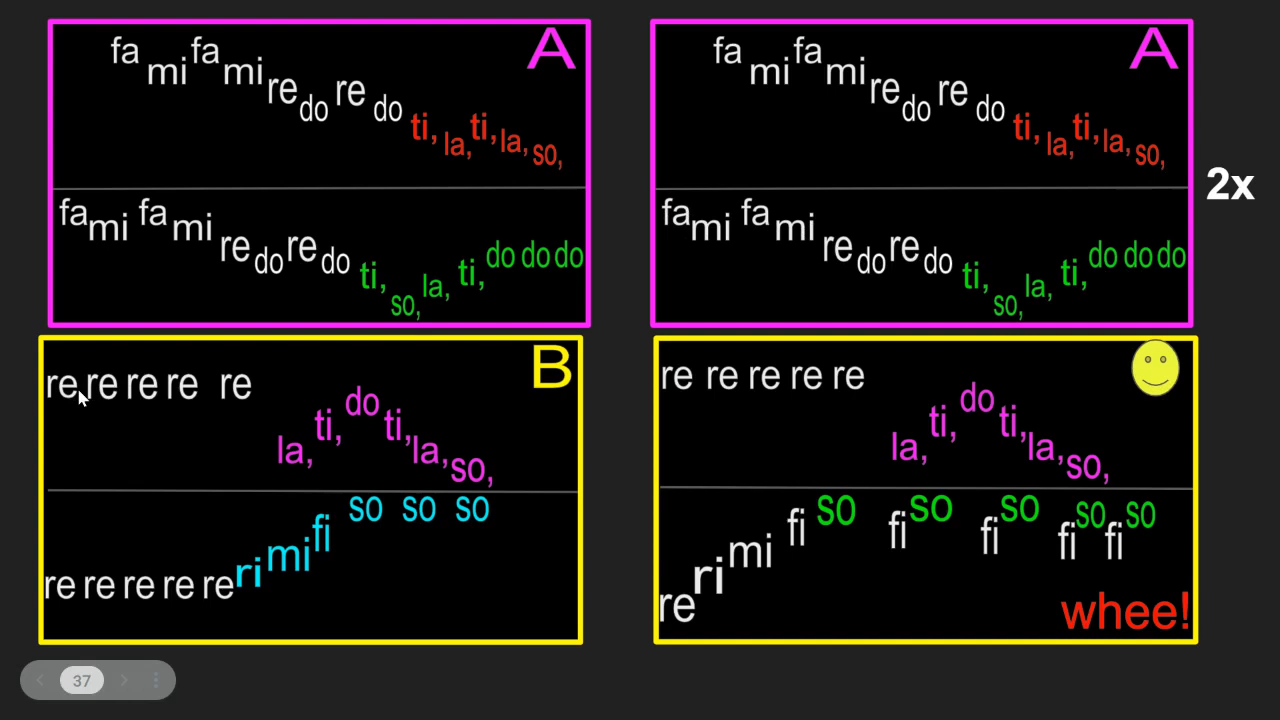 A
fa mi fa mi re do re do ti, la, ti, la, so,
fa mi fa mi re do re do ti, so, la, ti, do do do
A
fa mi fa mi re do re do ti, la, ti, la, so,
fa mi fa mi re do re do ti, so, la, ti, do do do
2x
B
re re re re re la, ti, do ti, la, so,
re re re re re ri mi fi so so so
re re re re re la, ti, do ti, la, so,
re ri mi fi so fi so fi so fi so fi so
whee!
37